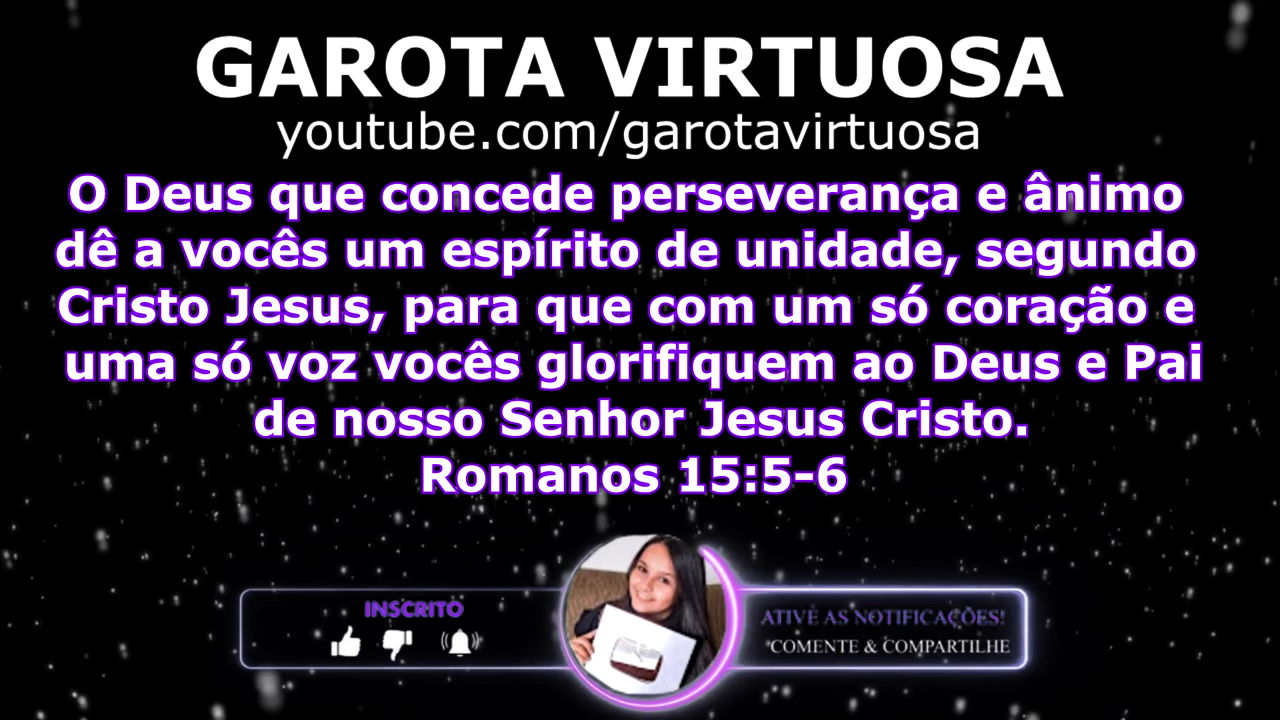 GAROTA VIRTUOSA
youtube.com/garotavirtuosa
O Deus que concede perseverança e ânimo
dê a vocês um espírito de unidade, segundo
Cristo Jesus, para que com um só coração e
uma só voz vocês glorifiquem ao Deus e Pai
de nosso Senhor Jesus Cristo.
Romanos 15:5-6
INSCRITO
ATIVE AS NOTIFICAÇÕES!
*COMENTE & COMPARTILHE